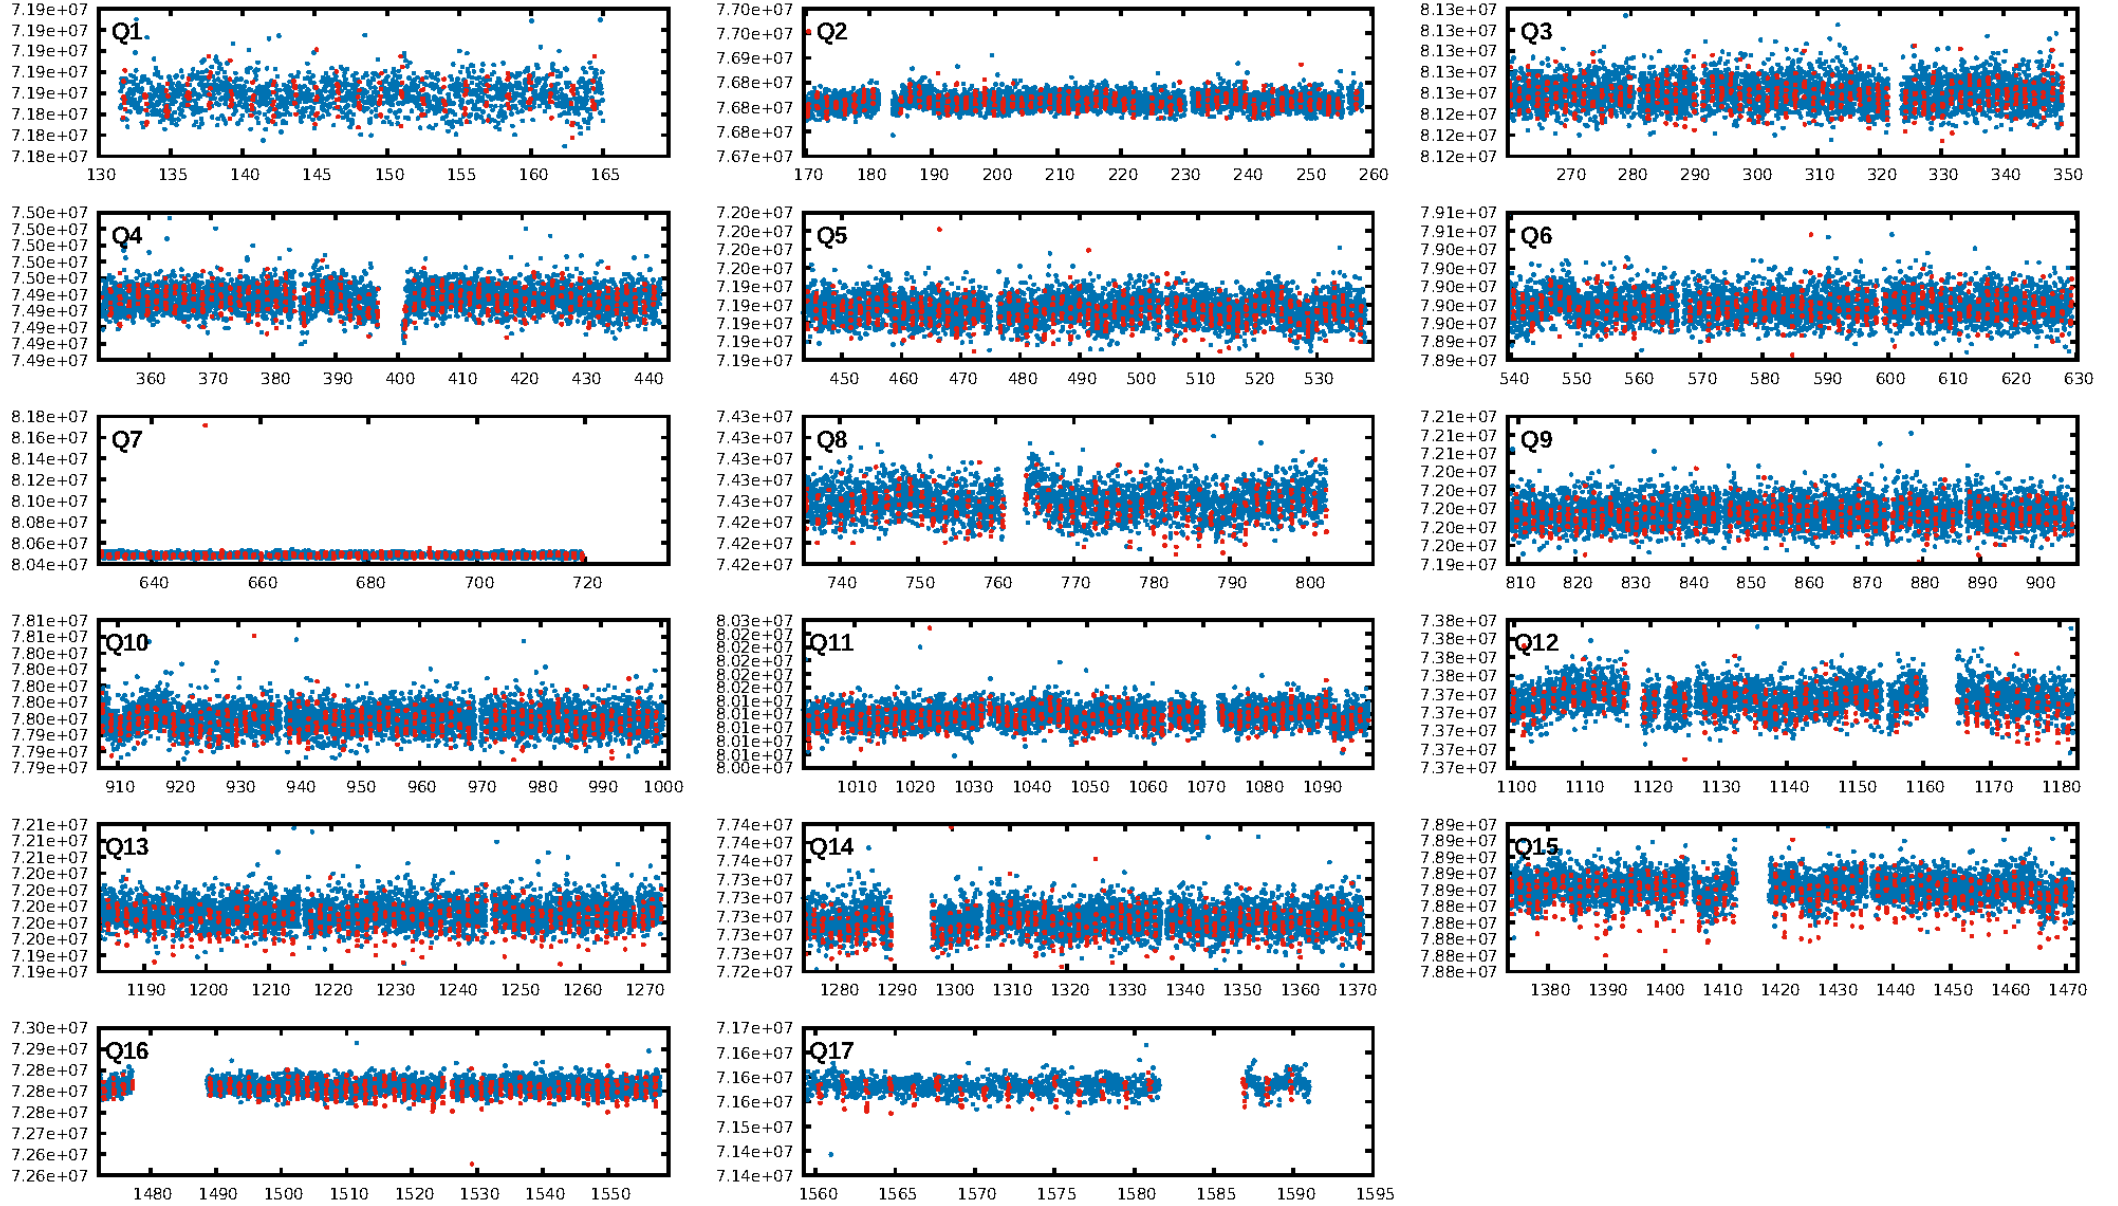 Q1
7.19e+07
7.19e+07
7.19e+07
7.19e+07
7.19e+07
7.18e+07
7.18e+07
7.18e+07
130 135 140 145 150 155 160 165
Q2
7.70e+07
7.70e+07
7.69e+07
7.68e+07
7.68e+07
7.68e+07
7.67e+07
170 180 190 200 210 220 230 240 250 260
Q3
8.13e+07
8.13e+07
8.13e+07
8.13e+07
8.13e+07
8.12e+07
8.12e+07
8.12e+07
270 280 290 300 310 320 330 340 350
Q4
7.50e+07
7.50e+07
7.50e+07
7.50e+07
7.50e+07
7.49e+07
7.49e+07
7.49e+07
7.49e+07
7.49e+07
360 370 380 390 400 410 420 430 440
Q5
7.20e+07
7.20e+07
7.20e+07
7.20e+07
7.19e+07
7.19e+07
7.19e+07
7.19e+07
7.19e+07
450 460 470 480 490 500 510 520 530
Q6
7.91e+07
7.91e+07
7.90e+07
7.90e+07
7.90e+07
7.90e+07
7.90e+07
7.89e+07
7.89e+07
540 550 560 570 580 590 600 610 620 630
Q7
8.18e+07
8.16e+07
8.14e+07
8.12e+07
8.10e+07
8.08e+07
8.06e+07
8.04e+07
640 660 680 700 720
Q8
7.43e+07
7.43e+07
7.43e+07
7.43e+07
7.43e+07
7.42e+07
7.42e+07
7.42e+07
740 750 760 770 780 790 800
Q9
7.21e+07
7.21e+07
7.21e+07
7.20e+07
7.20e+07
7.20e+07
7.20e+07
7.20e+07
7.19e+07
810 820 830 840 850 860 870 880 890 900
Q10
7.81e+07
7.81e+07
7.80e+07
7.80e+07
7.80e+07
7.80e+07
7.80e+07
7.79e+07
7.79e+07
7.79e+07
910 920 930 940 950 960 970 980 990 1000
Q11
8.03e+07
8.02e+07
8.02e+07
8.02e+07
8.02e+07
8.02e+07
8.01e+07
8.01e+07
8.01e+07
8.01e+07
8.01e+07
8.00e+07
1010 1020 1030 1040 1050 1060 1070 1080 1090
Q12
7.38e+07
7.38e+07
7.38e+07
7.38e+07
7.37e+07
7.37e+07
7.37e+07
7.37e+07
7.37e+07
1100 1110 1120 1130 1140 1150 1160 1170 1180
Q13
7.21e+07
7.21e+07
7.21e+07
7.20e+07
7.20e+07
7.20e+07
7.20e+07
7.20e+07
7.19e+07
7.19e+07
1190 1200 1210 1220 1230 1240 1250 1260 1270
Q14
7.74e+07
7.74e+07
7.74e+07
7.73e+07
7.73e+07
7.73e+07
7.73e+07
7.73e+07
7.72e+07
1280 1290 1300 1310 1320 1330 1340 1350 1360 1370
Q15
7.89e+07
7.89e+07
7.89e+07
7.89e+07
7.89e+07
7.88e+07
7.88e+07
7.88e+07
7.88e+07
7.88e+07
1380 1390 1400 1410 1420 1430 1440 1450 1460 1470
Q16
7.30e+07
7.29e+07
7.28e+07
7.28e+07
7.28e+07
7.27e+07
7.26e+07
7.26e+07
1480 1490 1500 1510 1520 1530 1540 1550
Q17
7.17e+07
7.16e+07
7.16e+07
7.16e+07
7.15e+07
7.14e+07
7.14e+07
1560 1565 1570 1575 1580 1585 1590 1595